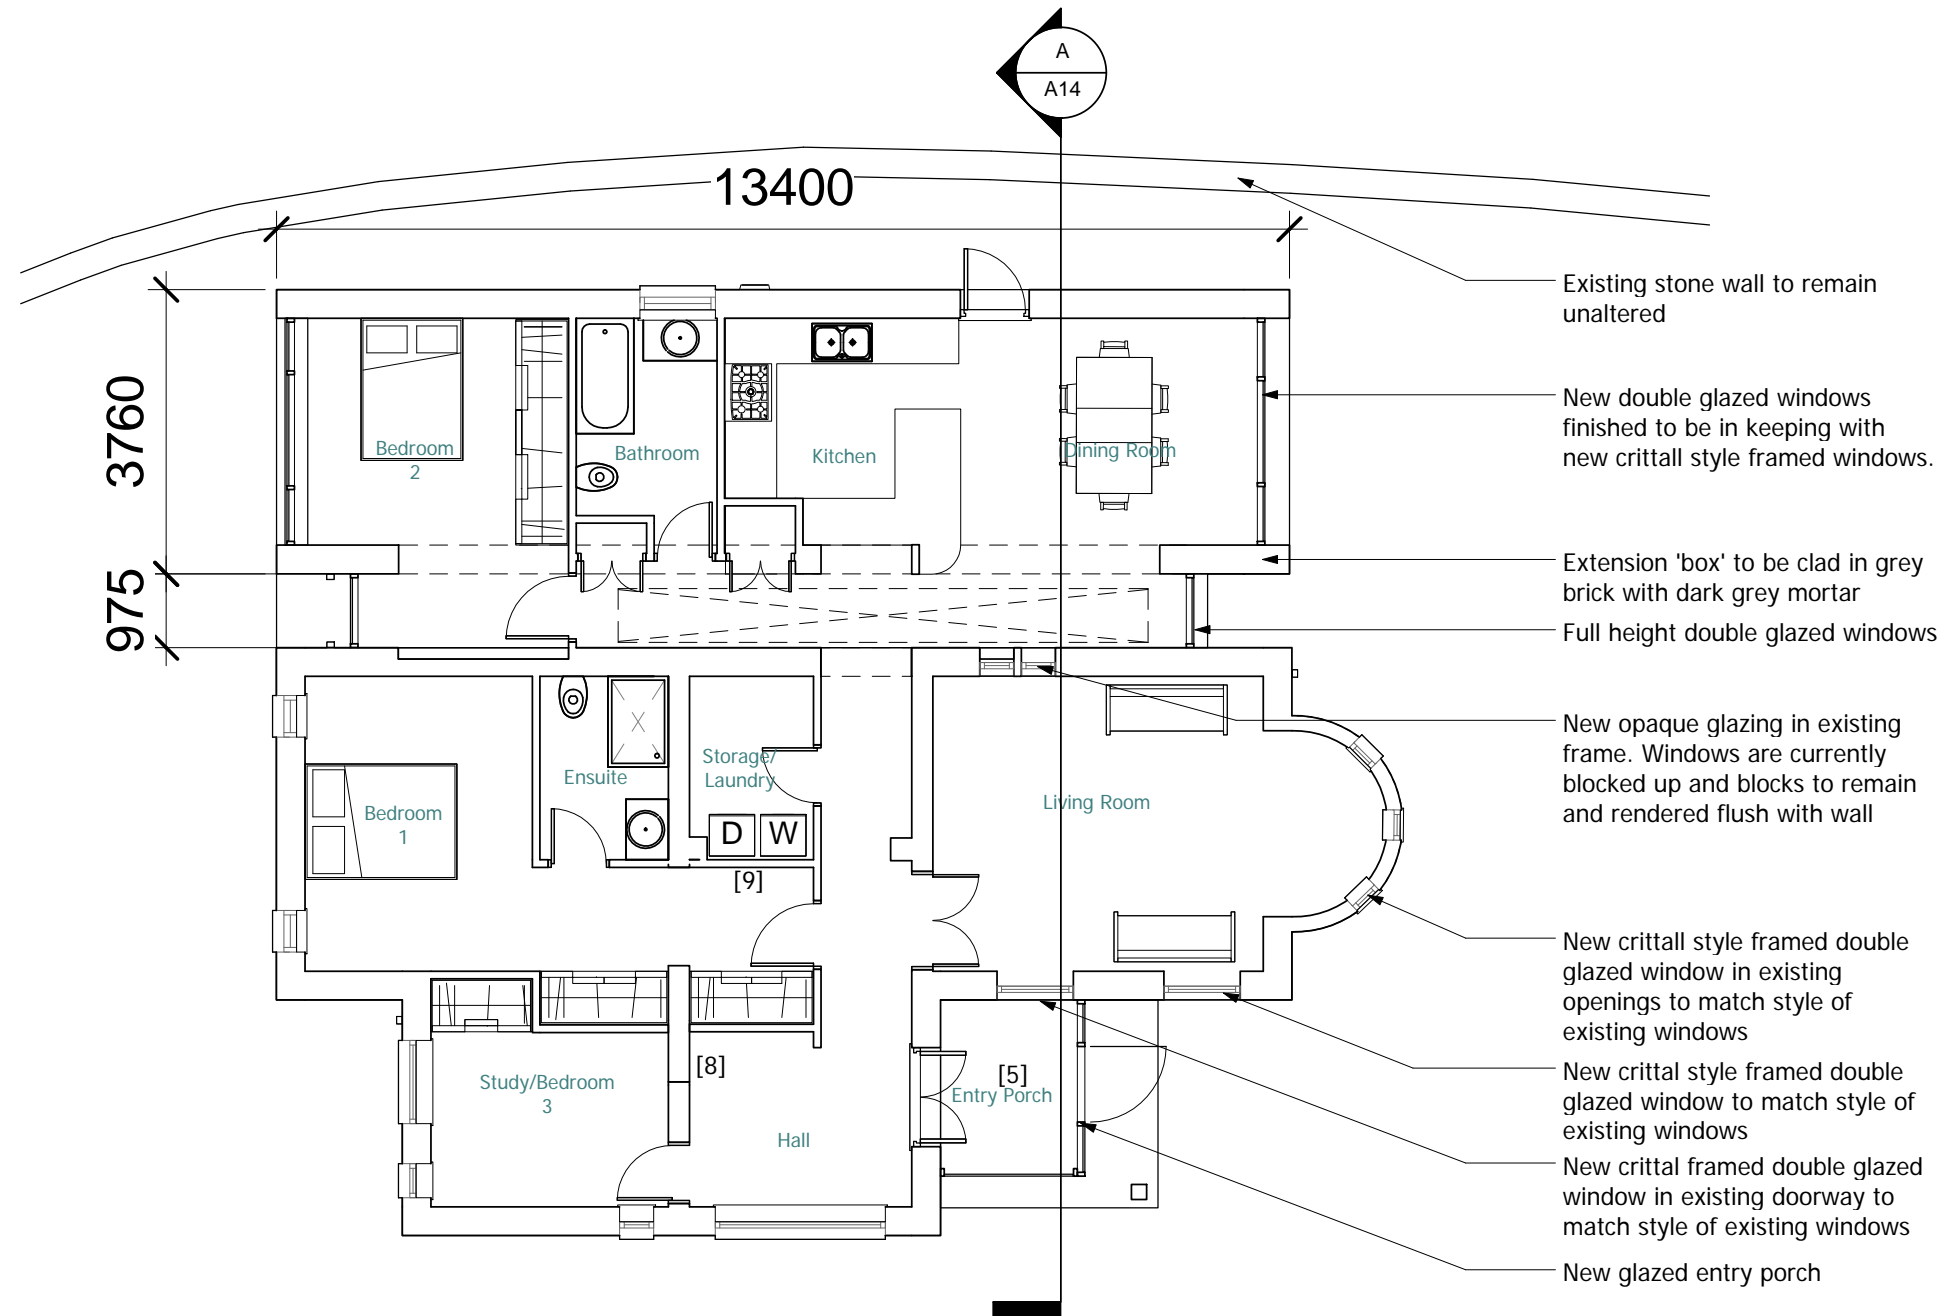 A
A14
13400
3760
975
Existing stone wall to remain
unaltered
New double glazed windows
finished to be in keeping with
new crittall style framed windows.
Extension 'box' to be clad in grey
brick with dark grey mortar
Full height double glazed windows
New opaque glazing in existing
frame. Windows are currently
blocked up and blocks to remain
and rendered flush with wall
New crittall style framed double
glazed window in existing
openings to match style of
existing windows
New crittal style framed double
glazed window to match style of
existing windows
New crittal framed double glazed
window in existing doorway to
match style of existing windows
New glazed entry porch
Bedroom
2
Bathroom
Kitchen
Dining Room
Bedroom
1
Ensuite
Storage/
Laundry
D W
Living Room
[9]
[8]
[5]
Entry Porch
Study/Bedroom
3
Hall